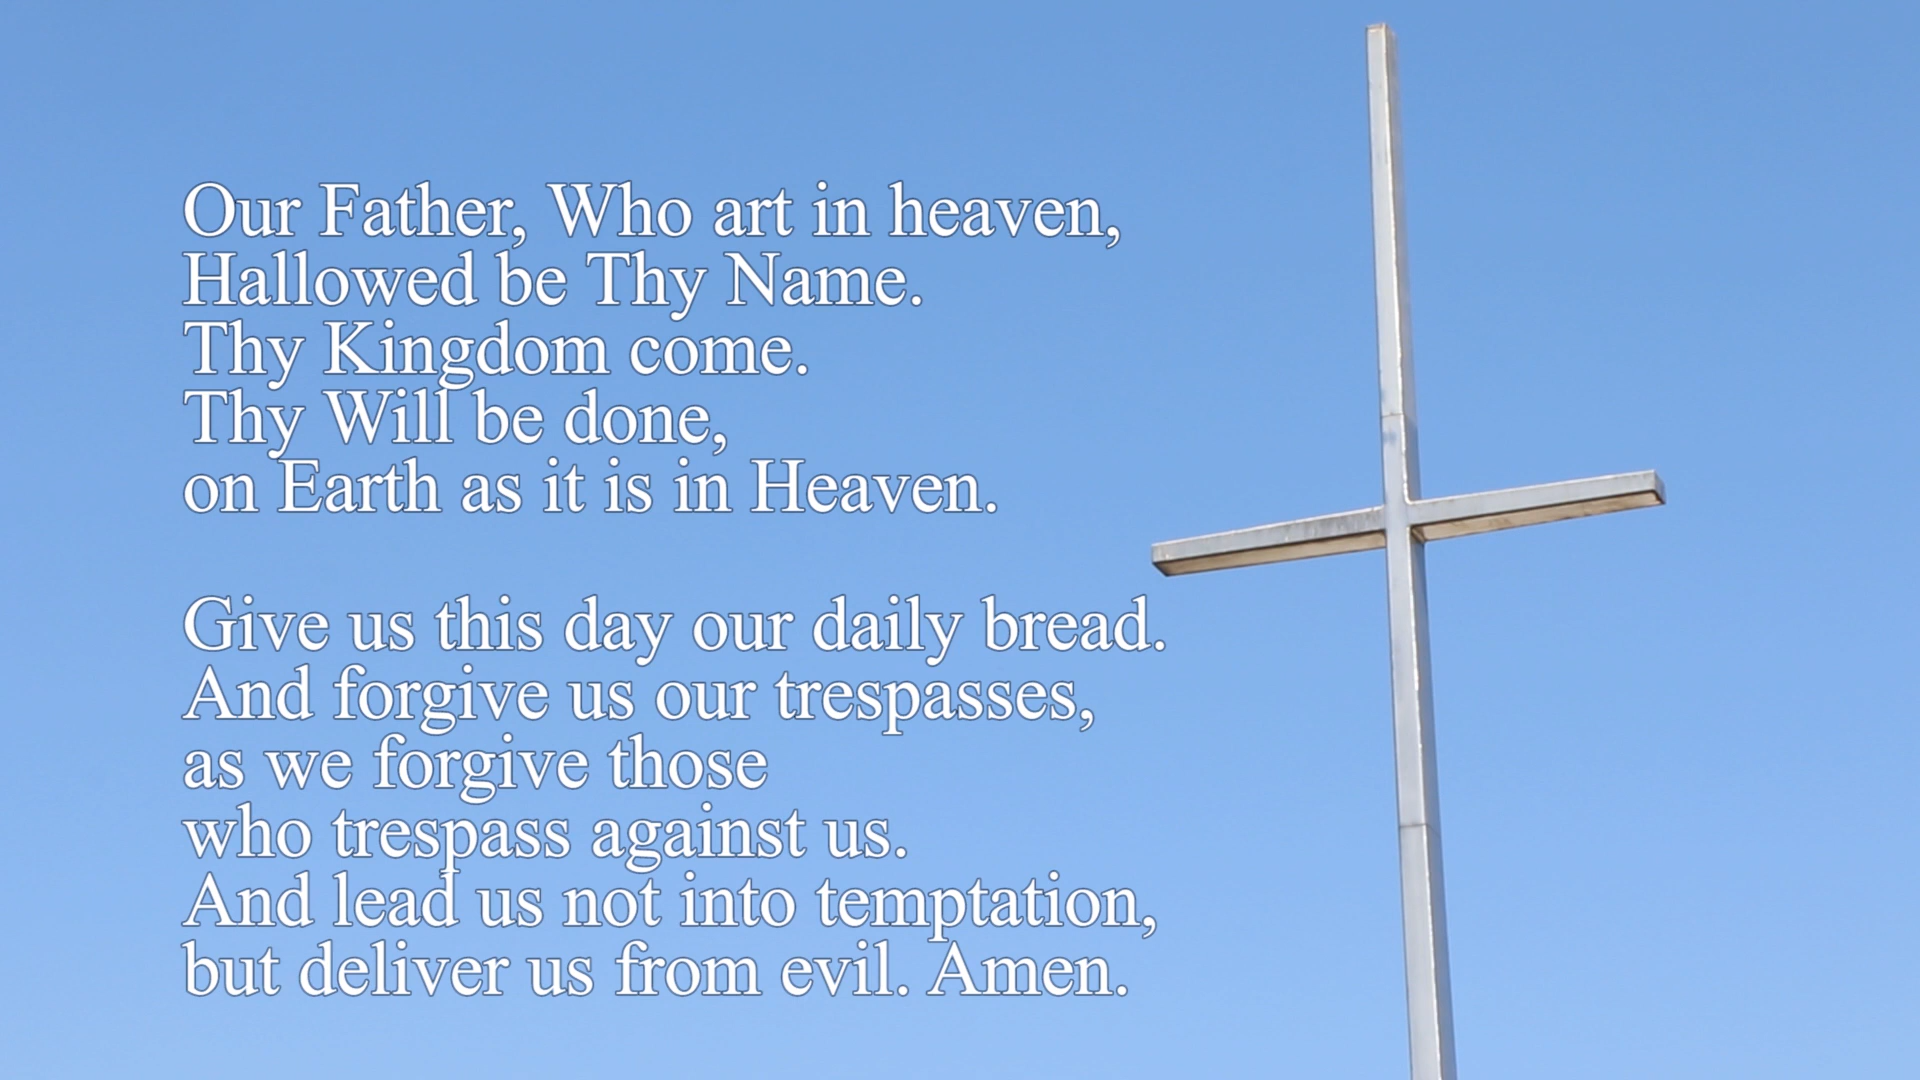 Our Father, Who art in heaven,
Hallowed be Thy Name.
Thy Kingdom come.
Thy Will be done,
on Earth as it is in Heaven.
Give us this day our daily bread.
And forgive us our trespasses,
as we forgive those
who trespass against us.
And lead us not into temptation,
but deliver us from evil. Amen.